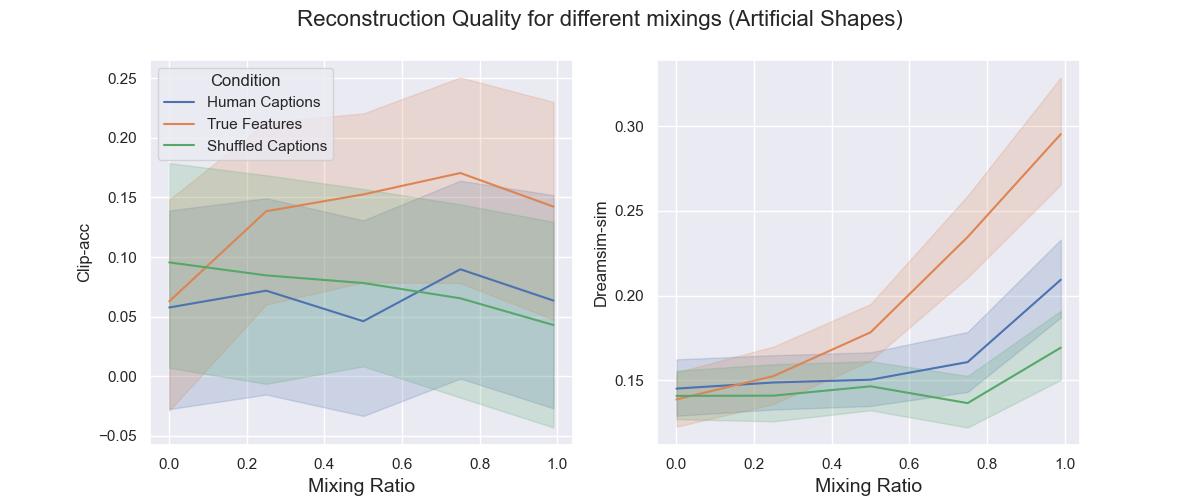 Reconstruction Quality for different mixings (Artificial Shapes)
Condition
Human Captions
True Features
Shuffled Captions
Clip-acc
0.25
0.20
0.15
0.10
0.05
0.00
−0.05
0.0 0.2 0.4 0.6 0.8 1.0
Mixing Ratio
Dreamsim-sim
0.30
0.25
0.20
0.15
0.0 0.2 0.4 0.6 0.8 1.0
Mixing Ratio